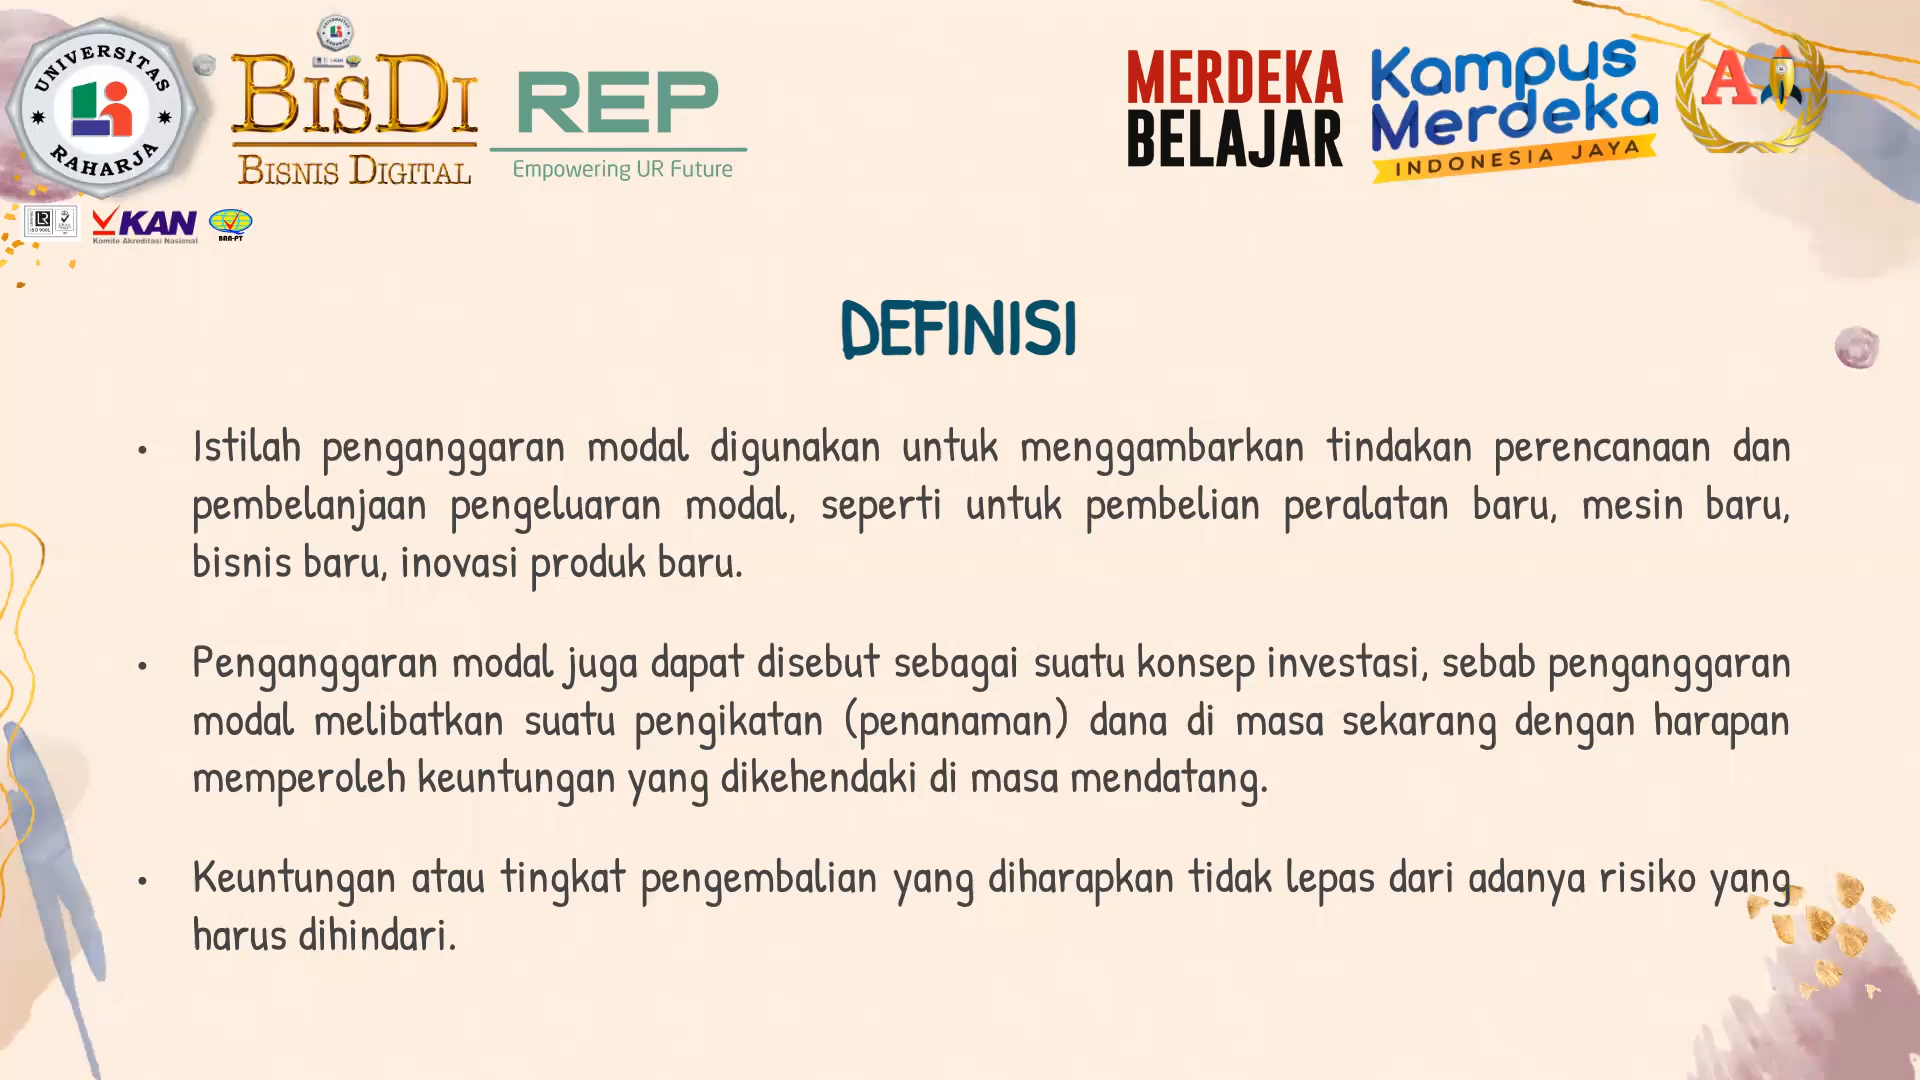 UNIVERSITAS
RAHARJA
BISDI
BISNIS DIGITAL
REP
Empowering UR Future
MERDEKA
BELAJAR
Kampus
Merdeka
INDONESIA JAYA
A
KAN
Komite Akreditasi Nasional
BAN-PT
DEFINISI
• Istilah penganggaran modal digunakan untuk menggambarkan tindakan perencanaan dan
pembelanjaan pengeluaran modal, seperti untuk pembelian peralatan baru, mesin baru,
bisnis baru, inovasi produk baru.
• Penganggaran modal juga dapat disebut sebagai suatu konsep investasi, sebab penganggaran
modal melibatkan suatu pengikatan (penanaman) dana di masa sekarang dengan harapan
memperoleh keuntungan yang dikehendaki di masa mendatang.
• Keuntungan atau tingkat pengembalian yang diharapkan tidak lepas dari adanya risiko yang
harus dihindari.